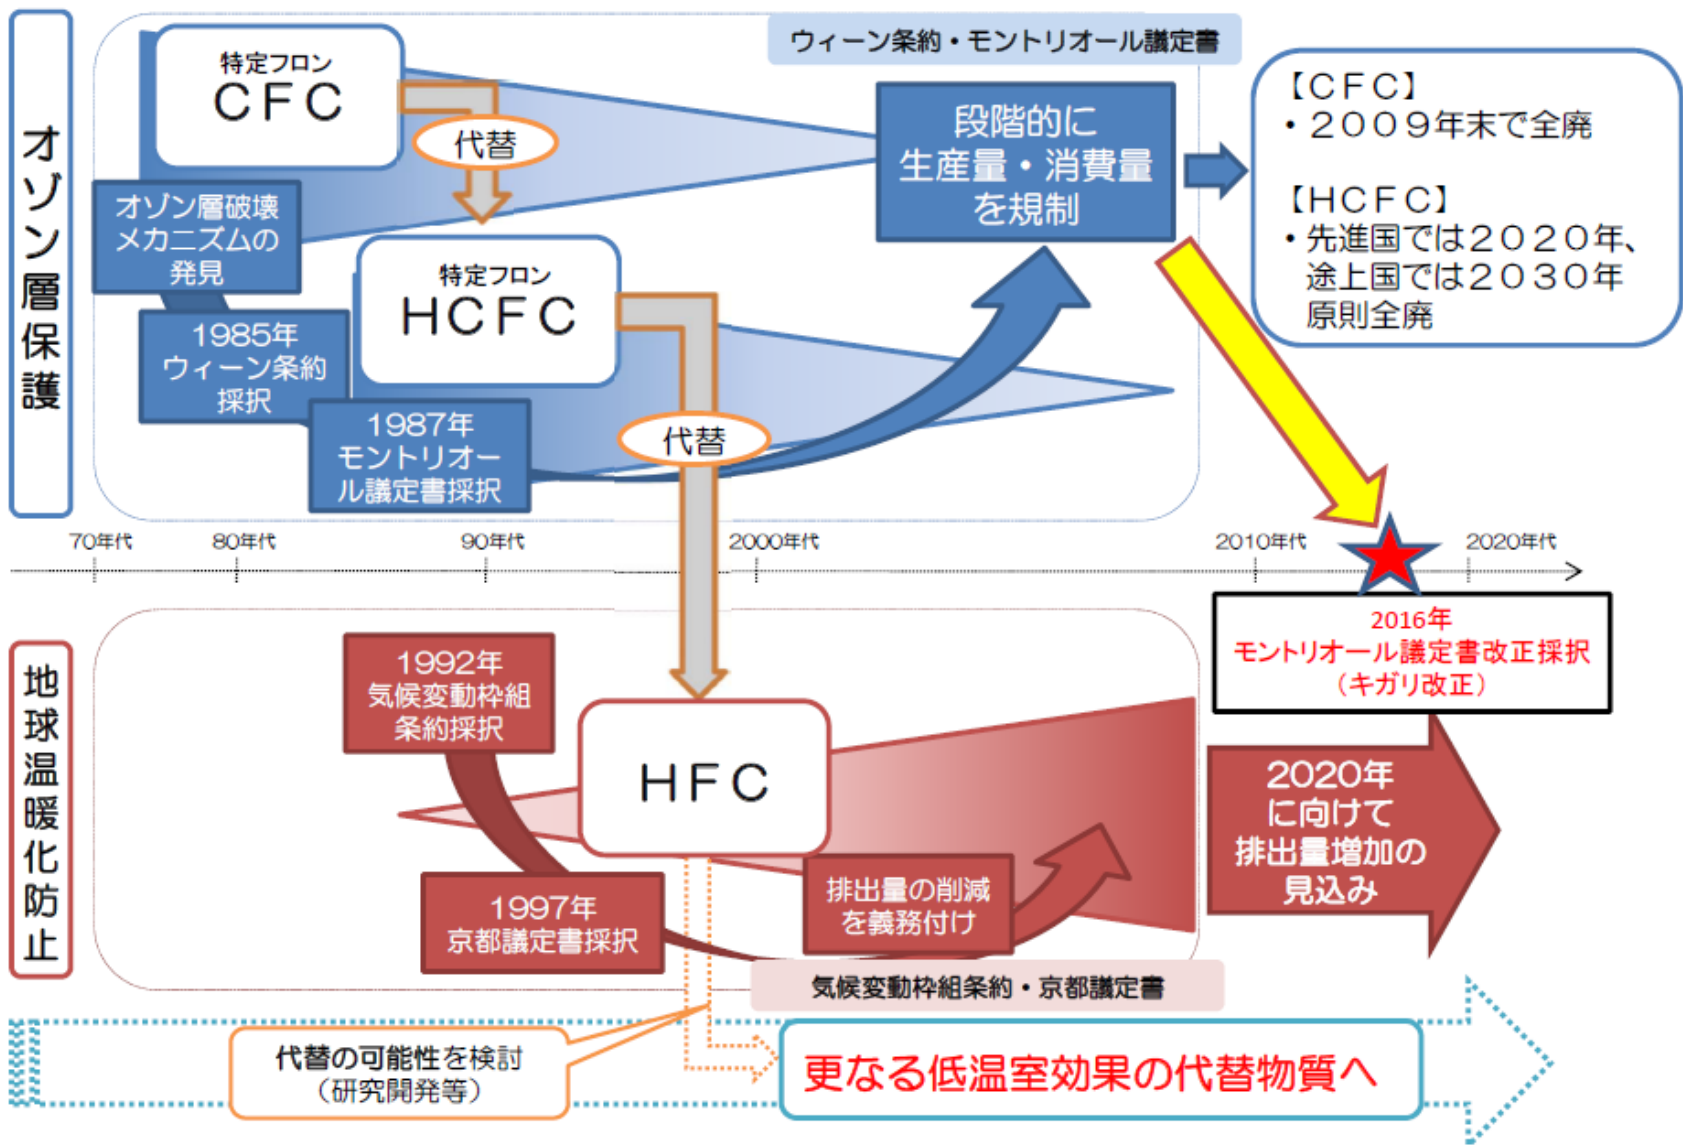 オゾン層保護
ウィーン条約・モントリオール議定書
特定フロン
CFC
代替
オゾン層破壊
メカニズムの
発見
1985年
ウィーン条約
採択
1987年
モントリオー
ル議定書採択
特定フロン
HCFC
代替
段階的に
生産量・消費量
を規制
【CFC】
・2009年末で全廃
【HCFC】
・先進国では2020年、
途上国では2030年
原則全廃
70年代
80年代
90年代
2000年代
2010年代
2020年代
地球温暖化防止
1992年
気候変動枠組
条約採択
HFC
1997年
京都議定書採択
排出量の削減
を義務付け
気候変動枠組条約・京都議定書
2016年
モントリオール議定書改正採択
（キガリ改正）
2020年
に向けて
排出量増加の
見込み
代替の可能性を検討
（研究開発等）
更なる低温室効果の代替物質へ